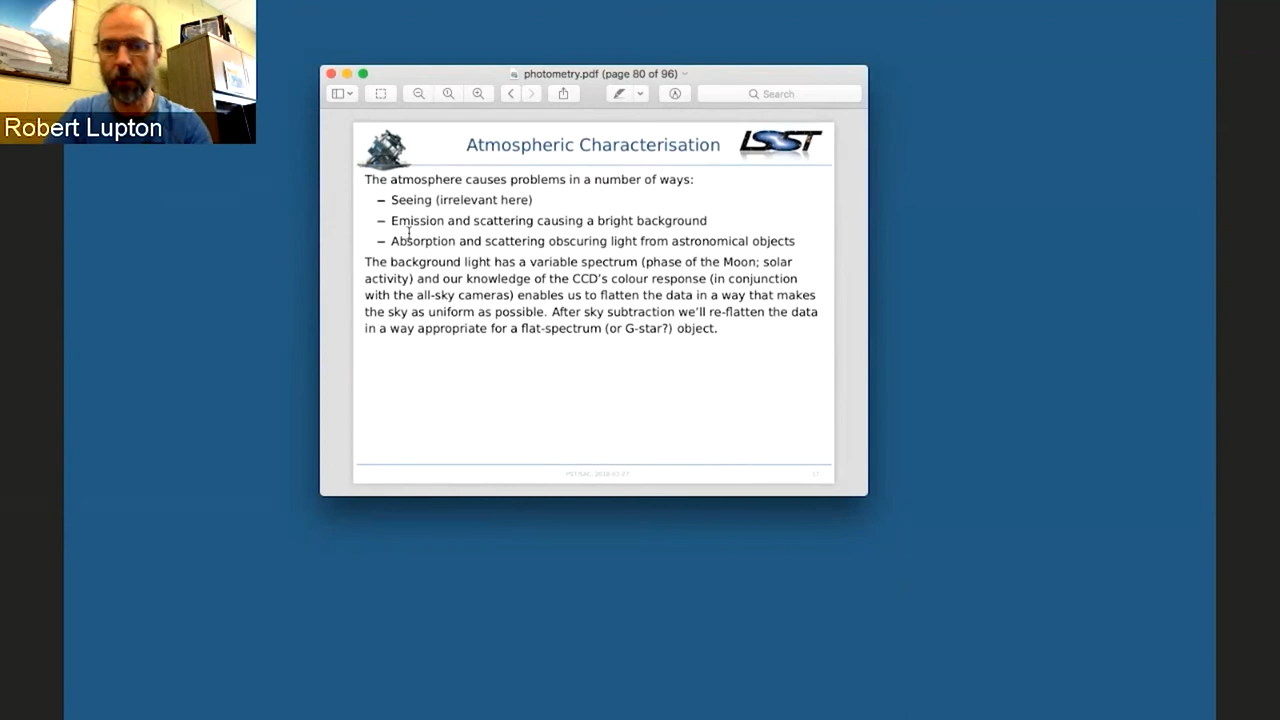 Robert Lupton
photometry.pdf (page 80 of 96)
Search
Atmospheric Characterisation
LSST
The atmosphere causes problems in a number of ways:
– Seeing (irrelevant here)
– Emission and scattering causing a bright background
– Absorption and scattering obscuring light from astronomical objects
The background light has a variable spectrum (phase of the Moon; solar
activity) and our knowledge of the CCD’s colour response (in conjunction
with the all-sky cameras) enables us to flatten the data in a way that makes
the sky as uniform as possible. After sky subtraction we’ll re-flatten the data
in a way appropriate for a flat-spectrum (or G-star?) object.
17